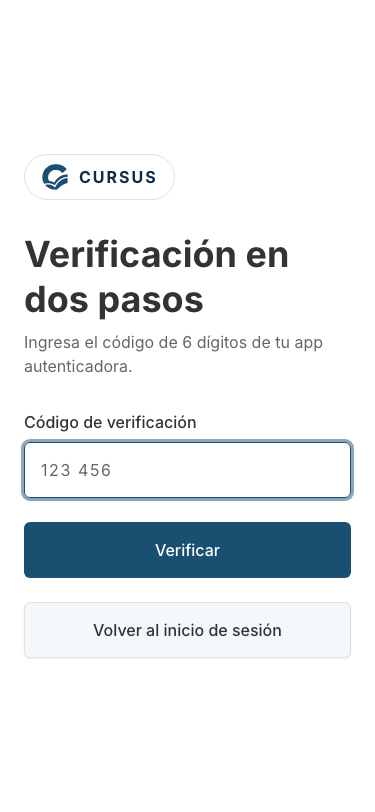 CURSUS
Verificación en
dos pasos
Ingresa el código de 6 dígitos de tu app
autenticadora.
Código de verificación
123 456
Verificar
Volver al inicio de sesión